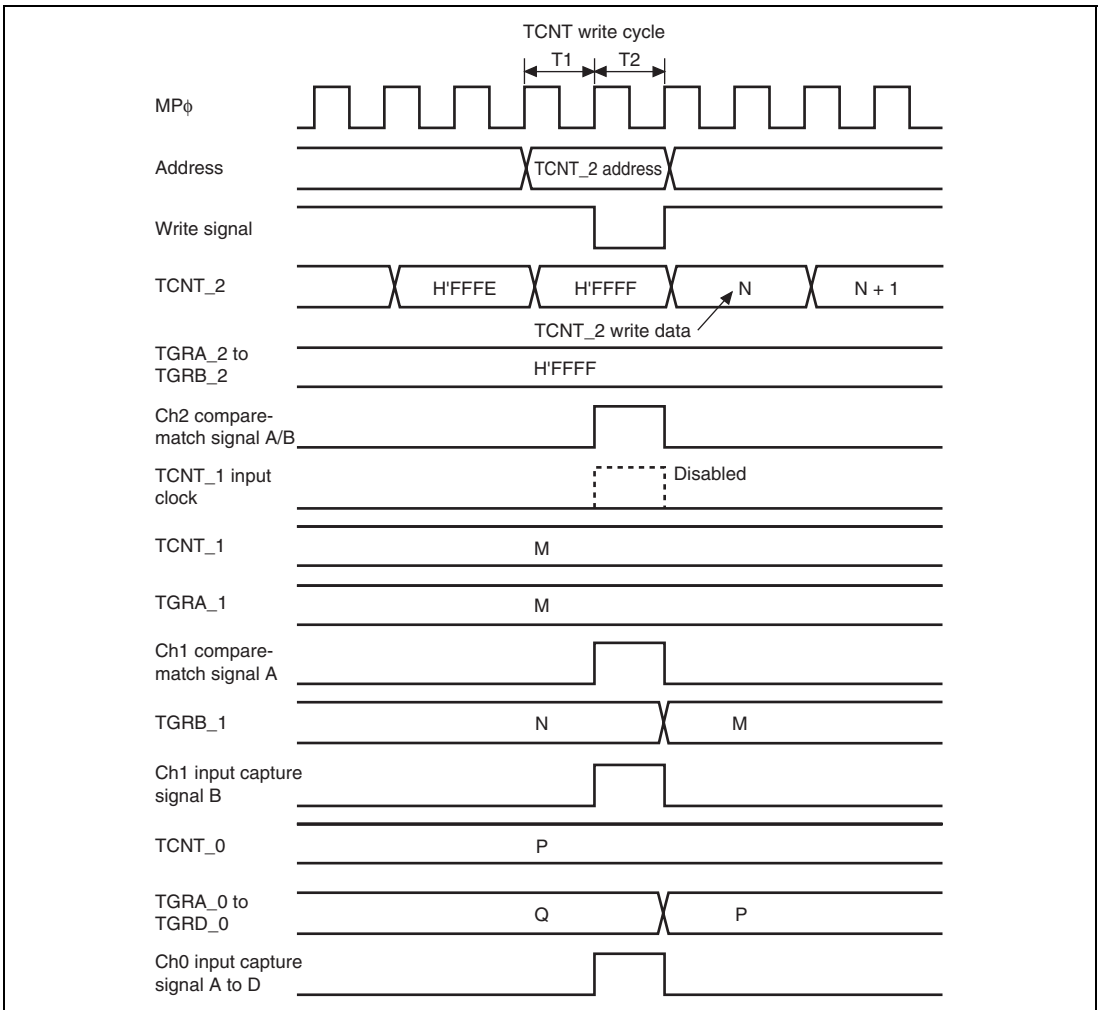 TCNT write cycle
T1 T2
MPφ
Address
TCNT_2 address
Write signal
TCNT_2
H'FFFE H'FFFF N N + 1
TCNT_2 write data
TGRA_2 to
TGRB_2
H'FFFF
Ch2 compare-
match signal A/B
TCNT_1 input
clock
Disabled
TCNT_1
M
TGRA_1
M
Ch1 compare-
match signal A
TGRB_1
N M
Ch1 input capture
signal B
TCNT_0
P
TGRA_0 to
TGRD_0
Q P
Ch0 input capture
signal A to D